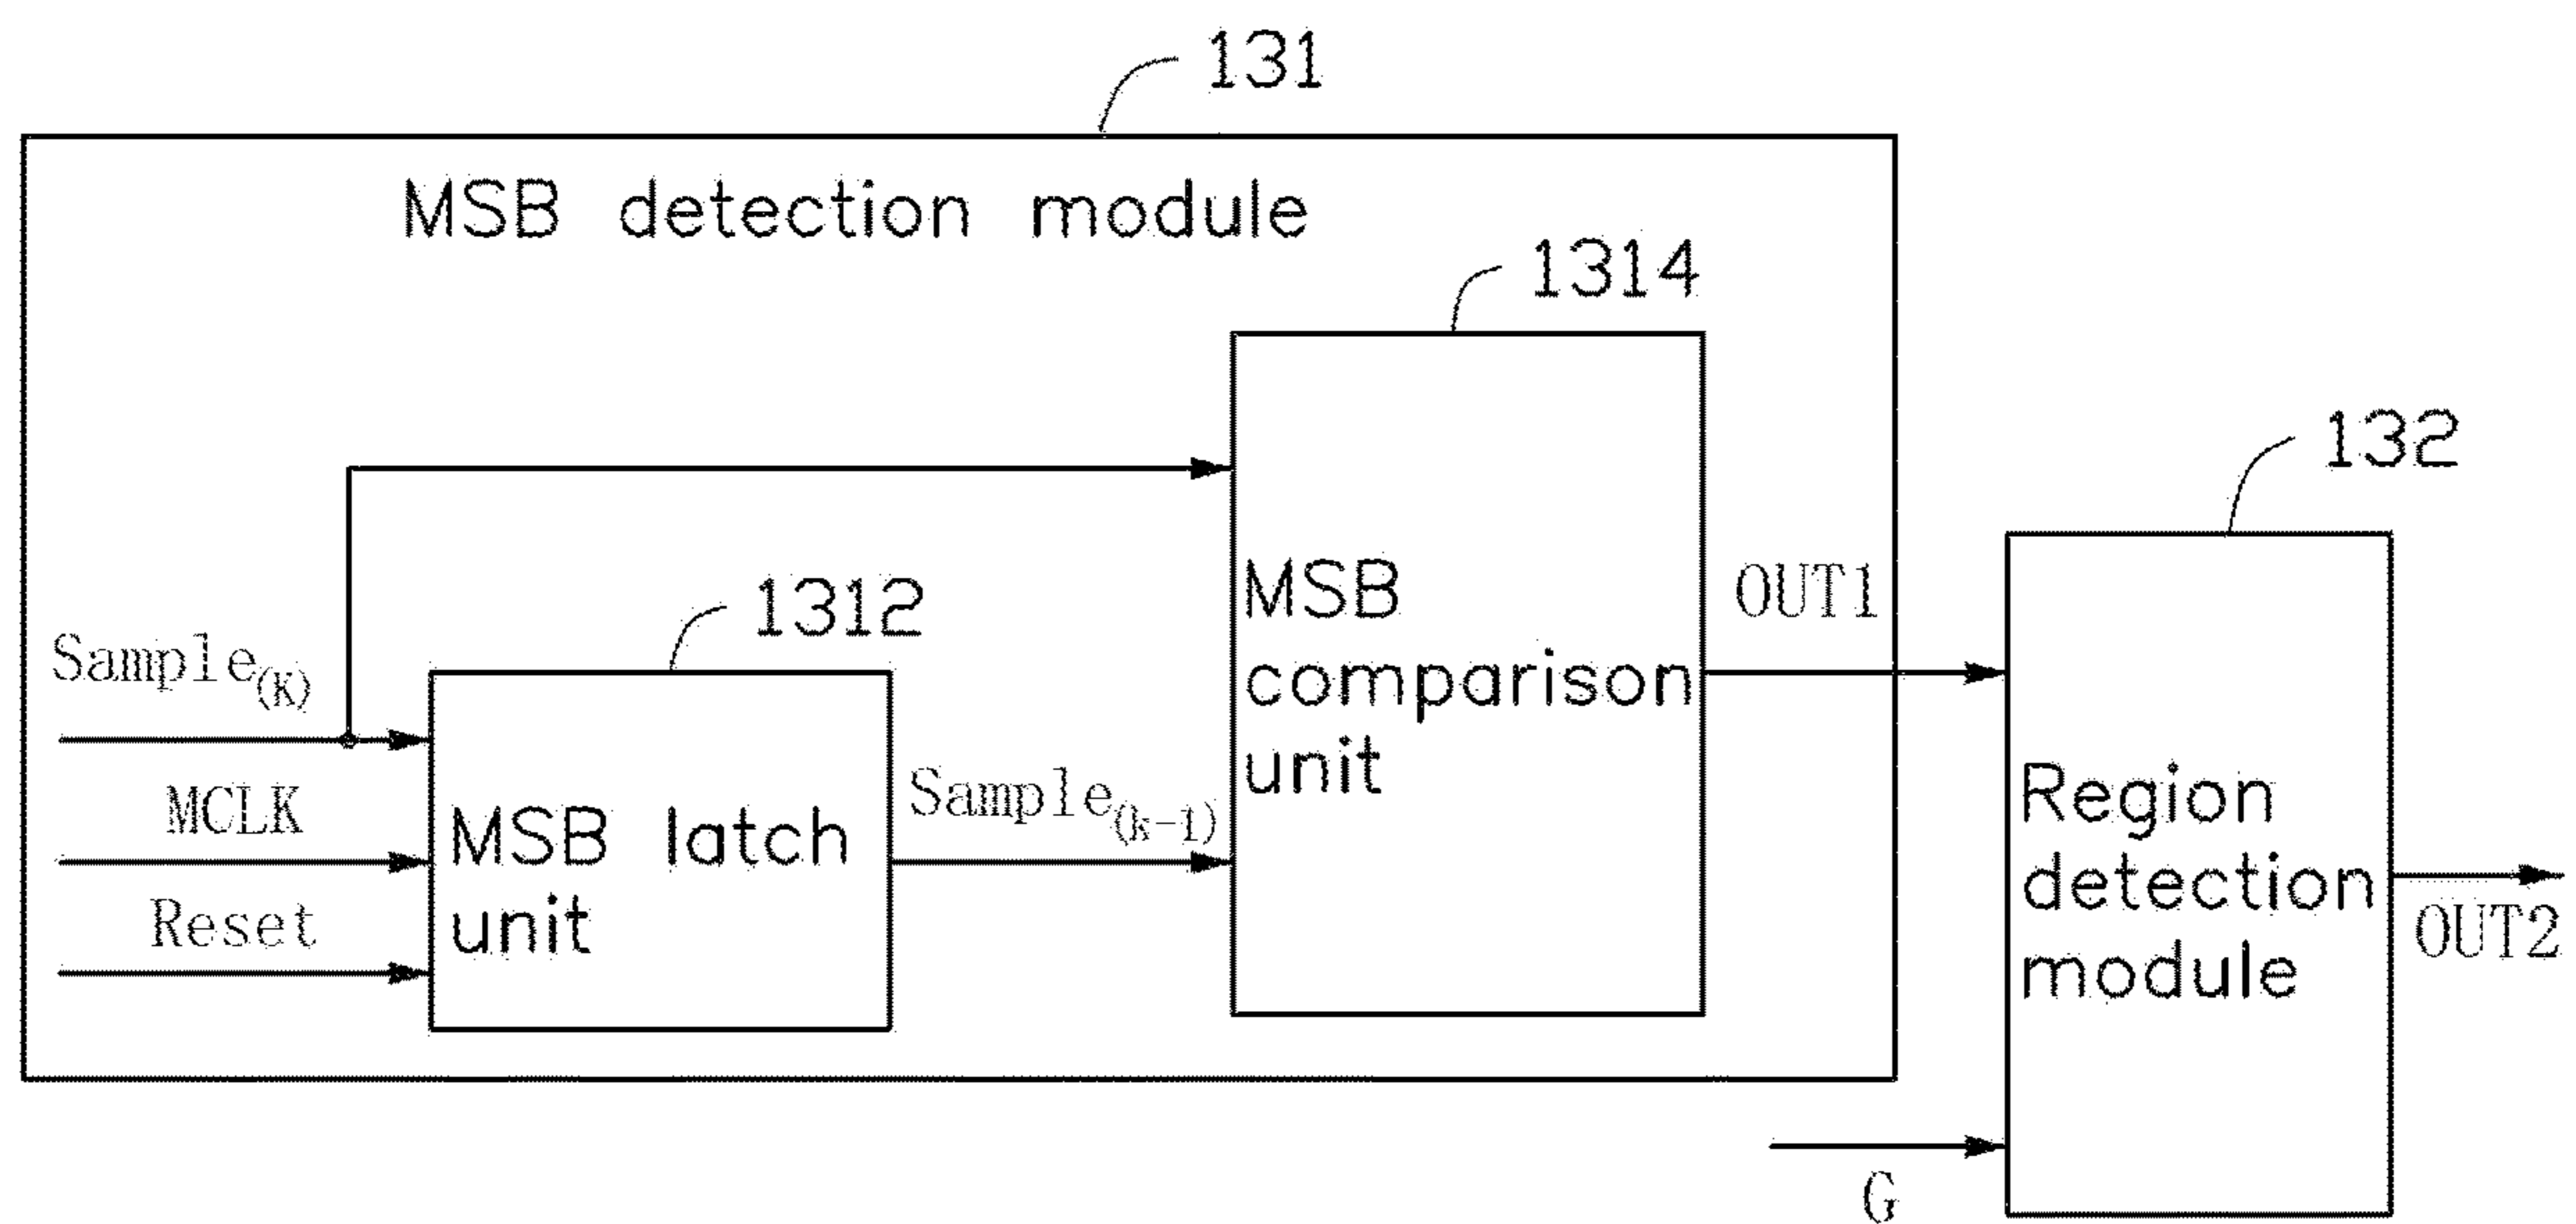 131
MSB detection module
1314
132
1312
Sample(K)
MCLK
Reset
MSB latch
unit
Sample(k-1)
MSB
comparison
unit
OUT1
Region
detection
module
OUT2
G